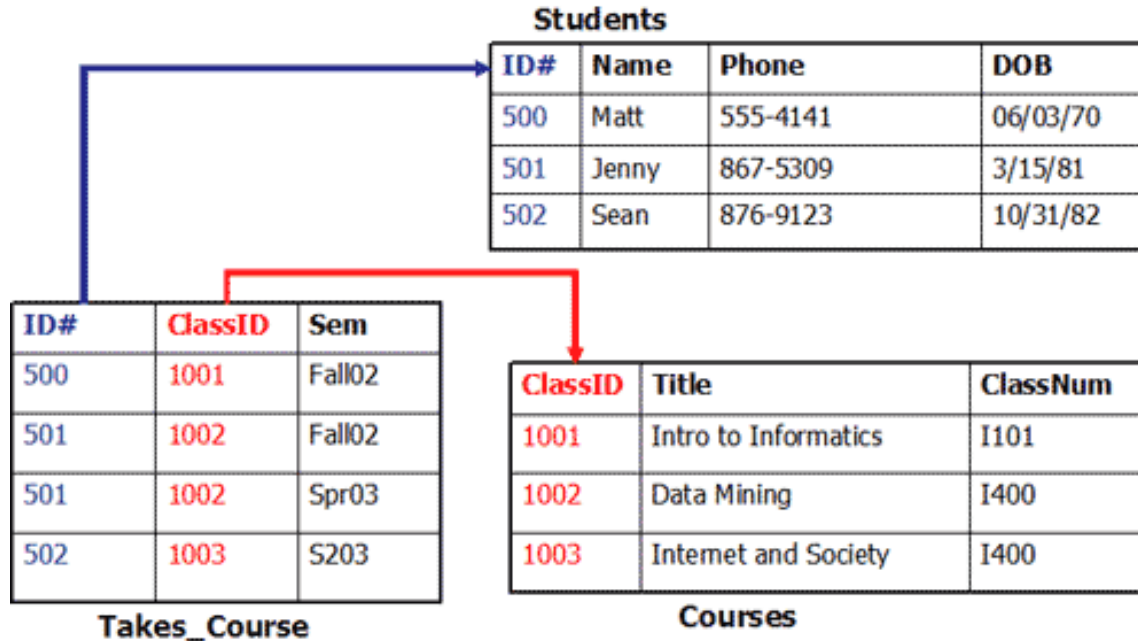 Students
ID# Name Phone DOB
500 Matt 555-4141 06/03/70
501 Jenny 867-5309 3/15/81
502 Sean 876-9123 10/31/82
ID# ClassID Sem
500 1001 Fall02
501 1002 Fall02
501 1002 Spr03
502 1003 S203
Takes_Course
ClassID Title ClassNum
1001 Intro to Informatics I101
1002 Data Mining I400
1003 Internet and Society I400
Courses